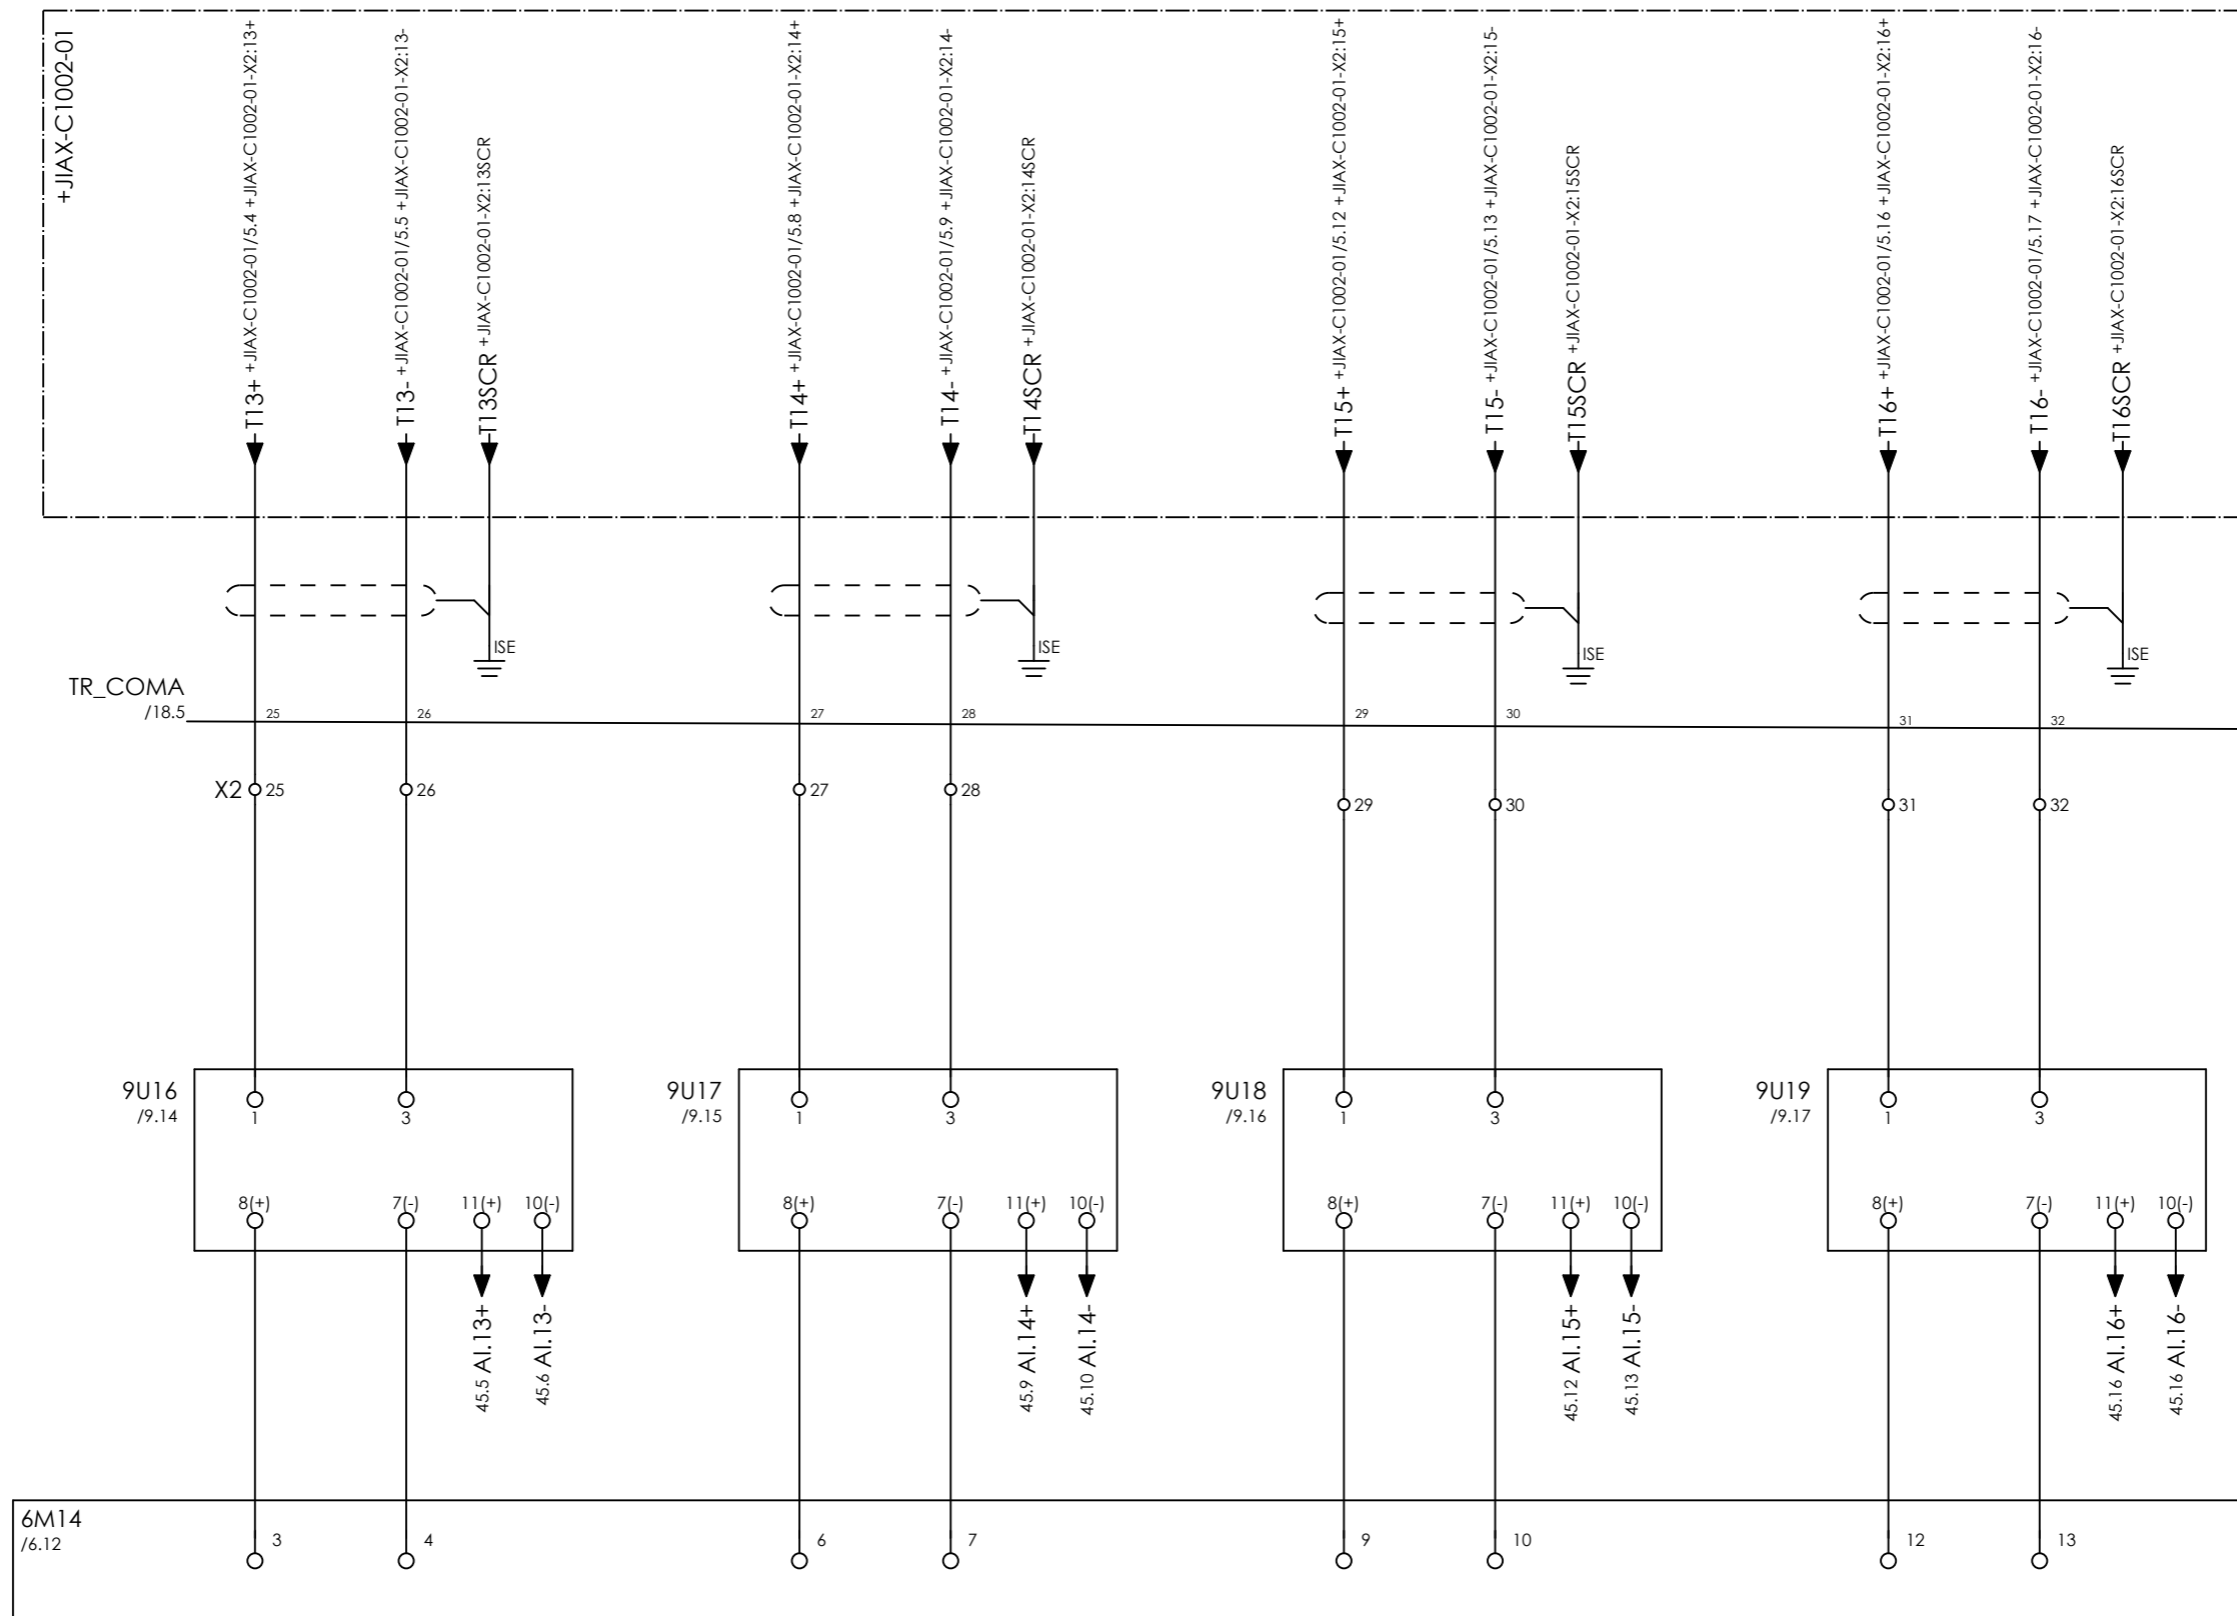 +JIAX-C1002-01
T13+ +JIAX-C1002-01/5.4 +JIAX-C1002-01-X2:13+
T13- +JIAX-C1002-01/5.5 +JIAX-C1002-01-X2:13-
T13SCR +JIAX-C1002-01-X2:13SCR
T14+ +JIAX-C1002-01/5.8 +JIAX-C1002-01-X2:14+
T14- +JIAX-C1002-01/5.9 +JIAX-C1002-01-X2:14-
T14SCR +JIAX-C1002-01-X2:14SCR
T15+ +JIAX-C1002-01/5.12 +JIAX-C1002-01-X2:15+
T15- +JIAX-C1002-01/5.13 +JIAX-C1002-01-X2:15-
T15SCR +JIAX-C1002-01-X2:15SCR
T16+ +JIAX-C1002-01/5.16 +JIAX-C1002-01-X2:16+
T16- +JIAX-C1002-01/5.17 +JIAX-C1002-01-X2:16-
T16SCR +JIAX-C1002-01-X2:16SCR
ISE ISE ISE ISE
TR_COMA
/18.5
25 26 27 28 29 30 31 32
X2 25 26 27 28 29 30 31 32
9U16
/9.14
1 3
8(+) 7(-) 11(+) 10(-)
45.5 AI.13+
45.6 AI.13-
9U17
/9.15
1 3
8(+) 7(-) 11(+) 10(-)
45.9 AI.14+
45.10 AI.14-
9U18
/9.16
1 3
8(+) 7(-) 11(+) 10(-)
45.12 AI.15+
45.13 AI.15-
9U19
/9.17
1 3
8(+) 7(-) 11(+) 10(-)
45.16 AI.16+
45.16 AI.16-
6M14
/6.12
3 4 6 7 9 10 12 13